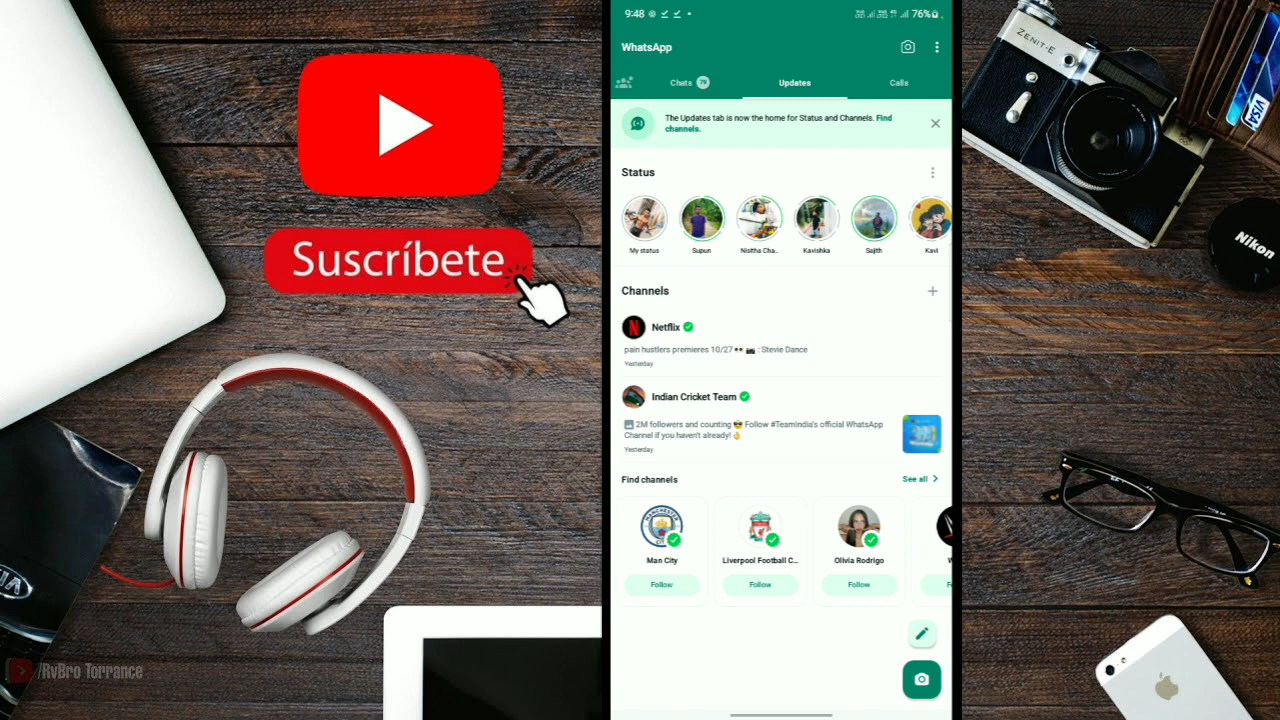 Suscríbete
/RvBro Torrance
9:48
76%
WhatsApp
Chats 78
Updates
Calls
The Updates tab is now the home for Status and Channels. Find
channels.
Status
My status
Supun
Nisitha Cha..
Kavishka
Sajith
Kavi
Channels
Netflix
pain hustlers premieres 10/27 👀 📷 : Stevie Dance
Yesterday
Indian Cricket Team
2M followers and counting 😎 Follow #TeamIndia's official WhatsApp
Channel if you haven't already! 👌
Yesterday
Find channels
See all
MANCHESTER
CITY
Man City
Liverpool Football C...
Olivia Rodrigo
Follow
Follow
Follow
ZENIT-E
VISA
Nikon